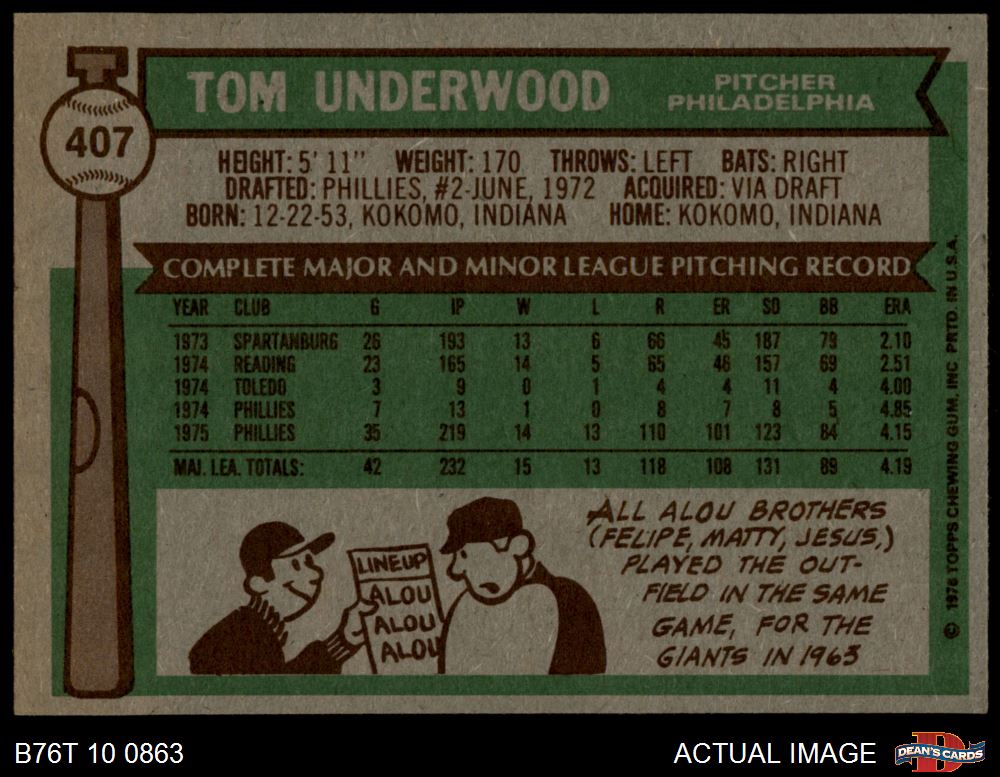 407
TOM UNDERWOOD
PITCHER
PHILADELPHIA
HEIGHT: 5' 11" WEIGHT: 170 THROWS: LEFT BATS: RIGHT
DRAFTED: PHILLIES, #2-JUNE, 1972 ACQUIRED: VIA DRAFT
BORN: 12-22-53, KOKOMO, INDIANA HOME: KOKOMO, INDIANA
COMPLETE MAJOR AND MINOR LEAGUE PITCHING RECORD
YEAR CLUB G IP W L R ER SO BB ERA
1973 SPARTANBURG 26 193 13 6 66 45 187 79 2.10
1974 READING 23 165 14 5 65 46 157 69 2.51
1974 TOLEDO 3 9 0 1 4 4 11 4 4.00
1974 PHILLIES 7 13 1 0 8 7 8 5 4.85
1975 PHILLIES 35 219 14 13 110 101 123 84 4.15
MAJ. LEA. TOTALS: 42 232 15 13 118 108 131 89 4.19
LINEUP
ALOU
ALOU
ALOU
ALL ALOU BROTHERS
(FELIPE, MATTY, JESUS,)
PLAYED THE OUT-
FIELD IN THE SAME
GAME, FOR THE
GIANTS IN 1963
© 1976 TOPPS CHEWING GUM, INC PRTD. IN U.S.A.
B76T 10 0863
ACTUAL IMAGE
D
DEAN'S CARDS